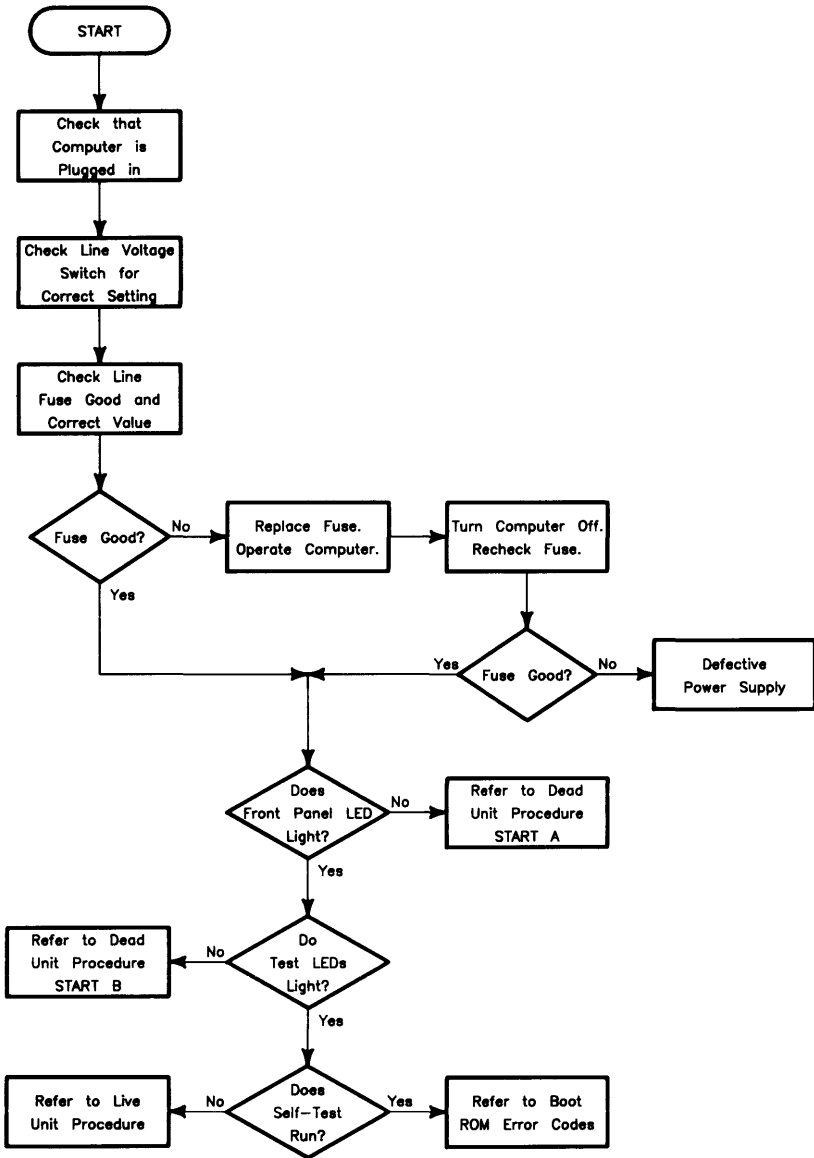 START
Check that
Computer is
Plugged in
Check Line Voltage
Switch for
Correct Setting
Check Line
Fuse Good and
Correct Value
Fuse Good?
No
Yes
Replace Fuse.
Operate Computer.
Turn Computer Off.
Recheck Fuse.
Yes
Fuse Good?
No
Defective
Power Supply
Does
Front Panel LED
Light?
No
Yes
Refer to Dead
Unit Procedure
START A
Do
Test LEDs
Light?
No
Yes
Refer to Dead
Unit Procedure
START B
Does
Self-Test
Run?
No
Yes
Refer to Live
Unit Procedure
Refer to Boot
ROM Error Codes